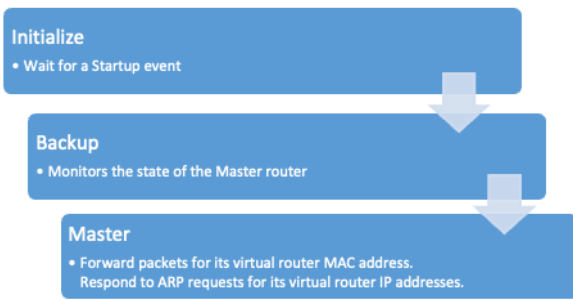 Initialize
• Wait for a Startup event
Backup
• Monitors the state of the Master router
Master
• Forward packets for its virtual router MAC address.
Respond to ARP requests for its virtual router IP addresses.